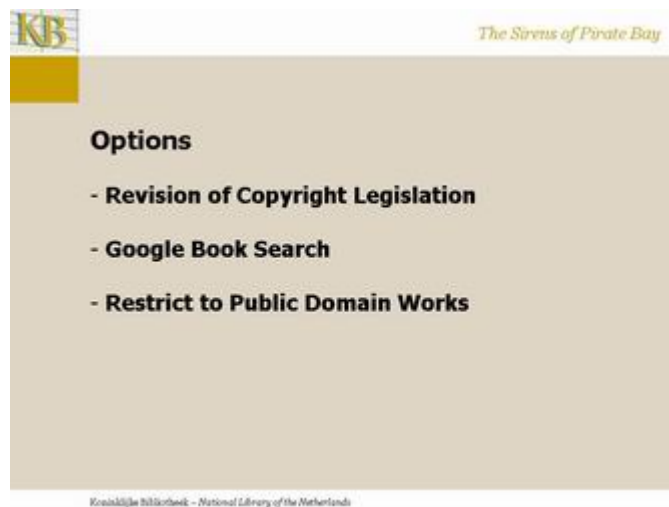 KB
The Sirens of Pirate Bay
Options
- Revision of Copyright Legislation
- Google Book Search
- Restrict to Public Domain Works
Koninklijke Bibliotheek – National Library of the Netherlands